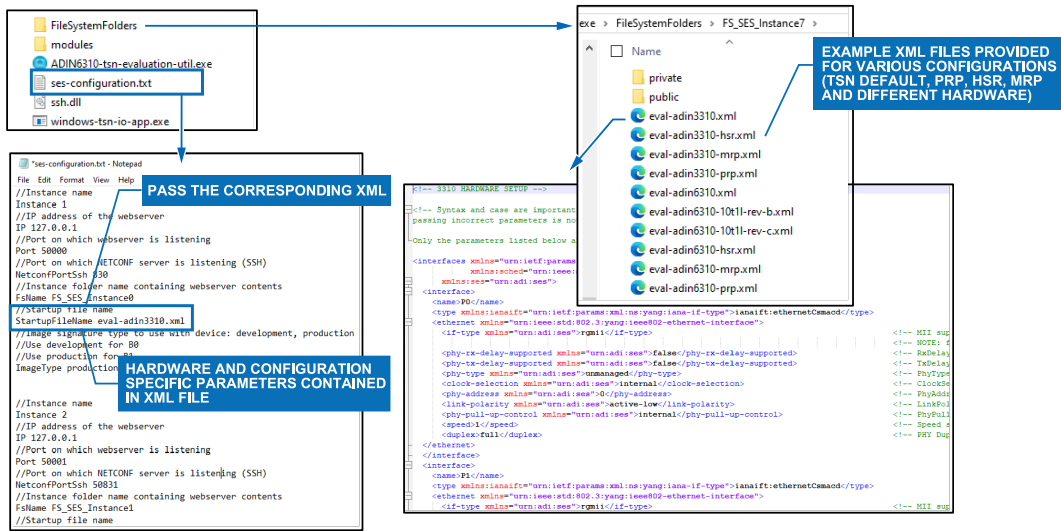 FileSystemFolders
modules
ADIN6310-tsn-evaluation-util.exe
ses-configuration.txt
ssh.dll
windows-tsn-io-app.exe
exe > FileSystemFolders > FS_SES_Instance7 >
Name
private
public
eval-adin3310.xml
eval-adin3310-hsr.xml
eval-adin3310-mrp.xml
eval-adin3310-prp.xml
eval-adin6310.xml
eval-adin6310-10t1l-rev-b.xml
eval-adin6310-10t1l-rev-c.xml
eval-adin6310-hsr.xml
eval-adin6310-mrp.xml
eval-adin6310-prp.xml
EXAMPLE XML FILES PROVIDED
FOR VARIOUS CONFIGURATIONS
(TSN DEFAULT, PRP, HSR, MRP
AND DIFFERENT HARDWARE)
*ses-configuration.txt - Notepad
File Edit Format View Help
//Instance name
Instance 1
//IP address of the webserver
IP 127.0.0.1
//Port on which webserver is listening
Port 50000
//Port on which NETCONF server is listening (SSH)
NetconfPortSsh 830
//Instance folder name containing webserver contents
FsName FS_SES_Instance0
//Startup file name
StartupFileName eval-adin3310.xml
//Image signature type to use with device: development, production
//Use development for B0
//Use production for B1
ImageType production
//Instance name
Instance 2
//IP address of the webserver
IP 127.0.0.1
//Port on which webserver is listening
Port 50001
//Port on which NETCONF server is listening (SSH)
NetconfPortSsh 50831
//Instance folder name containing webserver contents
FsName FS_SES_Instance1
//Startup file name
PASS THE CORRESPONDING XML
HARDWARE AND CONFIGURATION
SPECIFIC PARAMETERS CONTAINED
IN XML FILE
<!-- 3310 HARDWARE SETUP -->
<!-- Syntax and case are important
passing incorrect parameters is no
Only the parameters listed below a
<interfaces xmlns="urn:ietf:params
xmlns:sched="urn:ieee:
xmlns:ses="urn:adi:ses">
<interface>
<name>P0</name>
<type xmlns:ianaift="urn:ietf:params:xml:ns:yang:iana-if-type">ianaift:ethernetCsmacd</type>
<ethernet xmlns="urn:ieee:std:802.3:yang:ieee802-ethernet-interface">
<if-type xmlns="urn:adi:ses">rgmii</if-type> <!-- MII sup
<!-- NOTE: f
<phy-rx-delay-supported xmlns="urn:adi:ses">false</phy-rx-delay-supported> <!-- RxDelay
<phy-tx-delay-supported xmlns="urn:adi:ses">false</phy-tx-delay-supported> <!-- TxDelay
<phy-type xmlns="urn:adi:ses">unmanaged</phy-type> <!-- PhyType
<clock-selection xmlns="urn:adi:ses">internal</clock-selection> <!-- ClockSe
<phy-address xmlns="urn:adi:ses">0</phy-address> <!-- PhyAddr
<link-polarity xmlns="urn:adi:ses">active-low</link-polarity> <!-- LinkPol
<phy-pull-up-control xmlns="urn:adi:ses">internal</phy-pull-up-control> <!-- PhyPull
<speed>1</speed> <!-- Speed s
<duplex>full</duplex> <!-- PHY Dup
</ethernet>
</interface>
<interface>
<name>P1</name>
<type xmlns:ianaift="urn:ietf:params:xml:ns:yang:iana-if-type">ianaift:ethernetCsmacd</type>
<ethernet xmlns="urn:ieee:std:802.3:yang:ieee802-ethernet-interface">
<if-type xmlns="urn:adi:ses">rgmii</if-type> <!-- MII sup